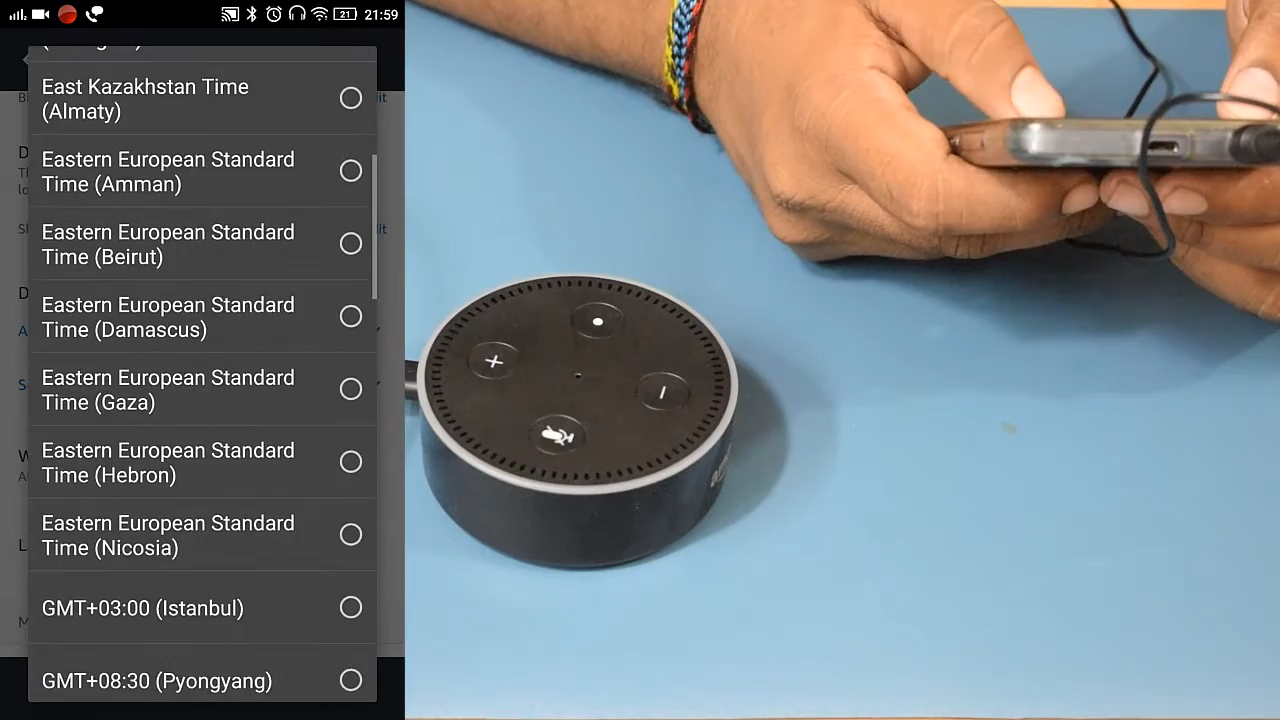 21 21:59
East Kazakhstan Time
(Almaty)
Eastern European Standard
Time (Amman)
Eastern European Standard
Time (Beirut)
Eastern European Standard
Time (Damascus)
Eastern European Standard
Time (Gaza)
Eastern European Standard
Time (Hebron)
Eastern European Standard
Time (Nicosia)
GMT+03:00 (Istanbul)
GMT+08:30 (Pyongyang)